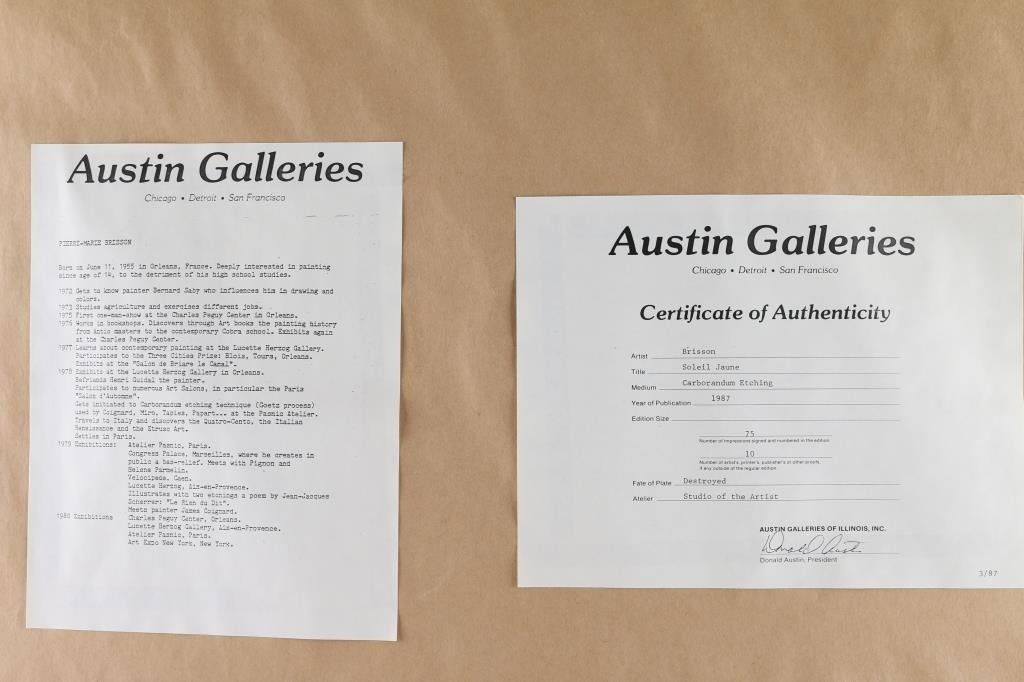 Austin Galleries
Chicago • Detroit • San Francisco
PIERRE-MARIE BRISSON
Born on June 11, 1955 in Orleans, France. Deeply interested in painting
since age of 14, to the detriment of his high school studies.
1972 Gets to know painter Bernard Saby who influences him in drawing and
colors.
1973 Studies agriculture and exercises different jobs.
1975 First one-man-show at the Charles Peguy Center in Orleans.
1976 Works in bookshops. Discovers through Art books the painting history
from Antic masters to the contemporary Cobra school. Exhibits again
at the Charles Peguy Center.
1977 Learns about contemporary painting at the Lucette Herzog Gallery.
Participates to the Three Cities Prize: Blois, Tours, Orleans.
Exhibits at the "Salon de Briare le Canal".
1978 Exhibits at the Lucette Herzog Gallery in Orleans.
Befriends Henri Guidal the painter.
Participates to numerous Art Salons, in particular the Paris
"Salon d'Automne".
Gets initiated to Carborandum etching technique (Goetz process)
used by Coignard, Miro, Tapies, Papart... at the Pasnic Atelier.
Travels to Italy and discovers the Quatro-Cento, the Italian
Renaissance and the Etrusc Art.
Settles in Paris.
1979 Exhibitions: Atelier Pasnic, Paris.
Congress Palace, Marseilles, where he creates in
public a bas-relief. Meets with Pignon and
Helene Parmelin.
Velocipede, Caen.
Lucette Herzog, Aix-en-Provence.
Illustrates with two etchings a poem by Jean-Jacques
Scherrer: "Le Rien du Dit".
Meets painter James Coignard.
1980 Exhibitions Charles Peguy Center, Orleans.
Lucette Herzog Gallery, Aix-en-Provence.
Atelier Pasnic, Paris.
Art Expo New York, New York.
Austin Galleries
Chicago • Detroit • San Francisco
Certificate of Authenticity
Artist Brisson
Title Soleil Jaune
Medium Carborandum Etching
Year of Publication 1987
Edition Size
75
Number of impressions signed and numbered in the edition.
10
Number of artist's, printer's, publisher's or other proofs,
if any outside of the regular edition.
Fate of Plate Destroyed
Atelier Studio of the Artist
AUSTIN GALLERIES OF ILLINOIS, INC.
Donald Austin
Donald Austin, President
3/87